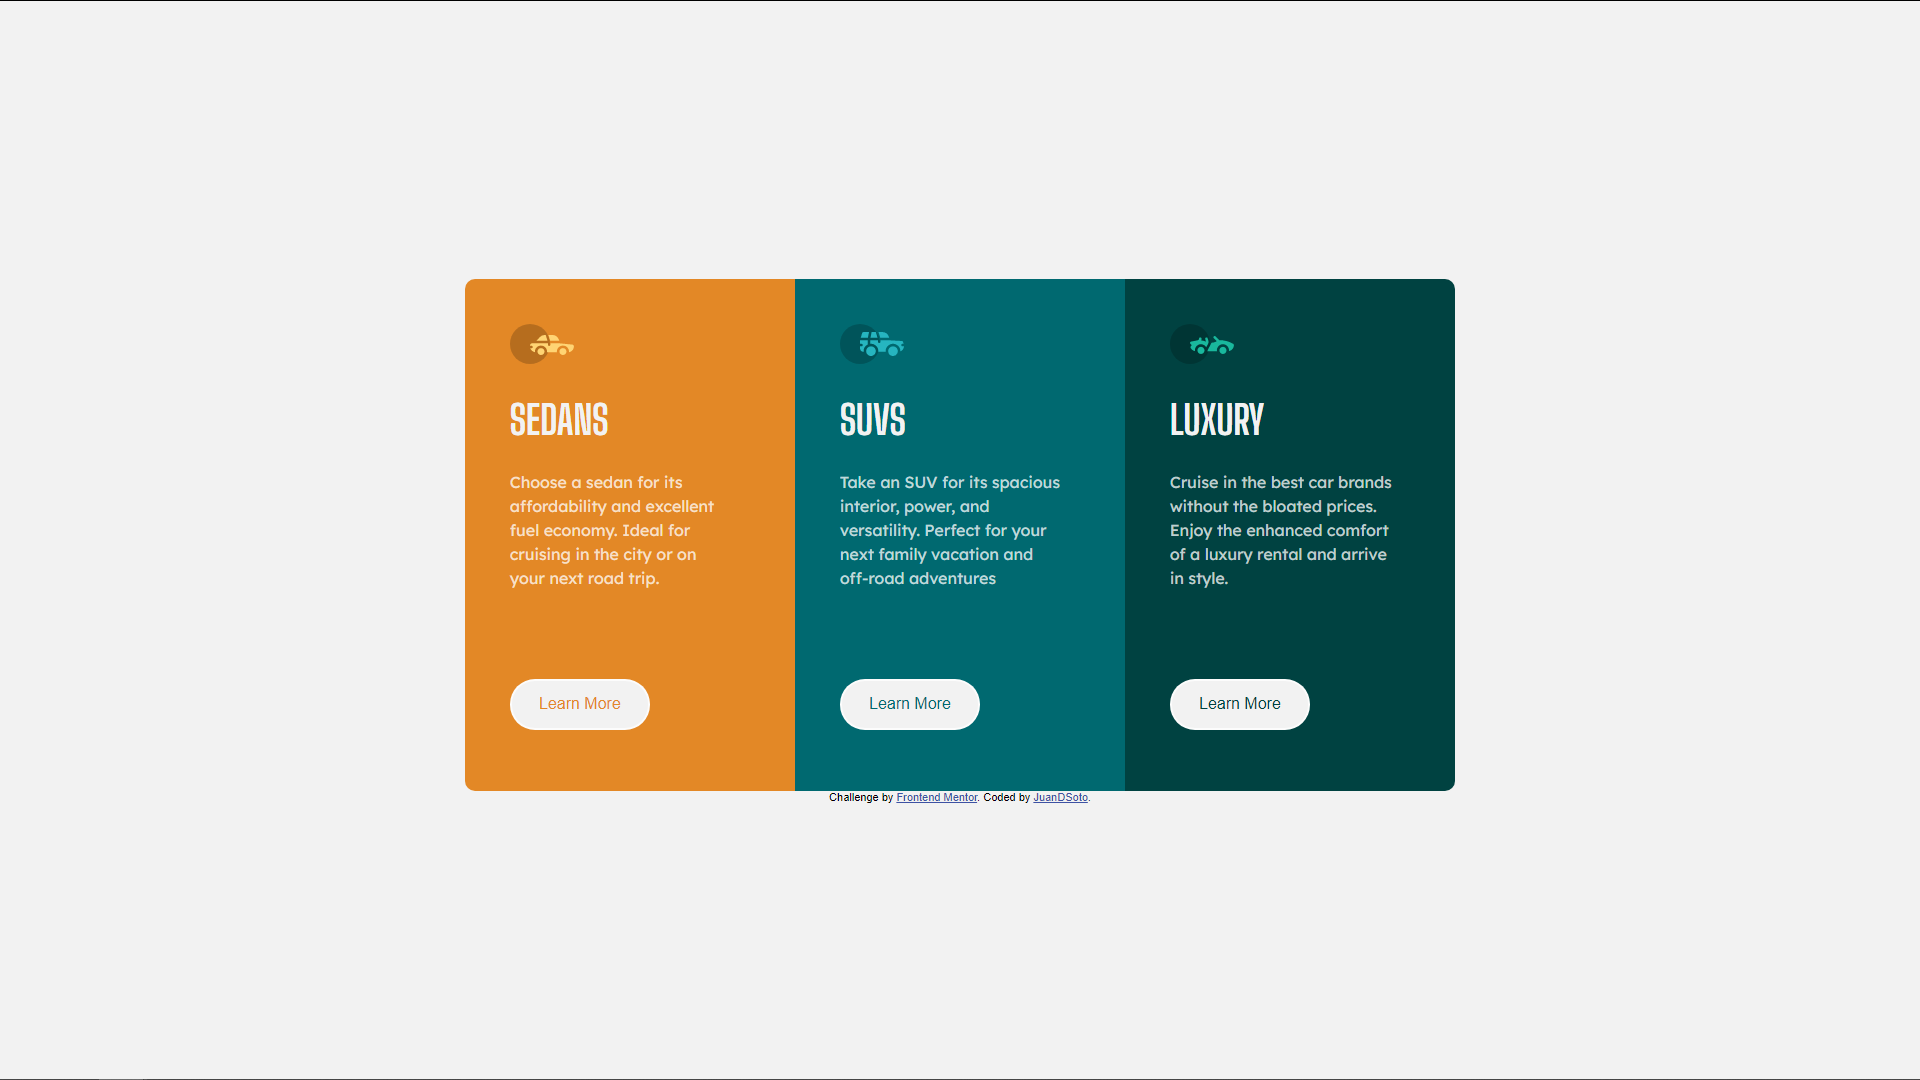 SEDANS
Choose a sedan for its
affordability and excellent
fuel economy. Ideal for
cruising in the city or on
your next road trip.
Learn More
SUVS
Take an SUV for its spacious
interior, power, and
versatility. Perfect for your
next family vacation and
off-road adventures
Learn More
LUXURY
Cruise in the best car brands
without the bloated prices.
Enjoy the enhanced comfort
of a luxury rental and arrive
in style.
Learn More
Challenge by Frontend Mentor. Coded by JuanDSoto.